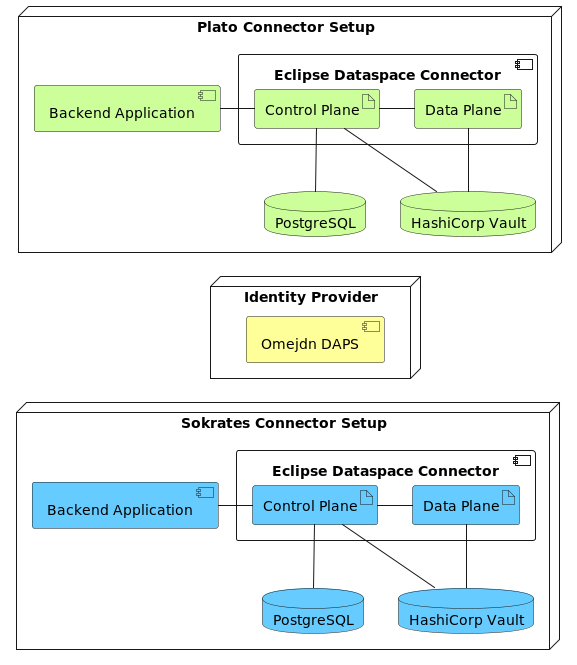 Plato Connector Setup
Eclipse Dataspace Connector
Backend Application
Control Plane
Data Plane
PostgreSQL
HashiCorp Vault
Identity Provider
Omejdn DAPS
Sokrates Connector Setup
Eclipse Dataspace Connector
Backend Application
Control Plane
Data Plane
PostgreSQL
HashiCorp Vault